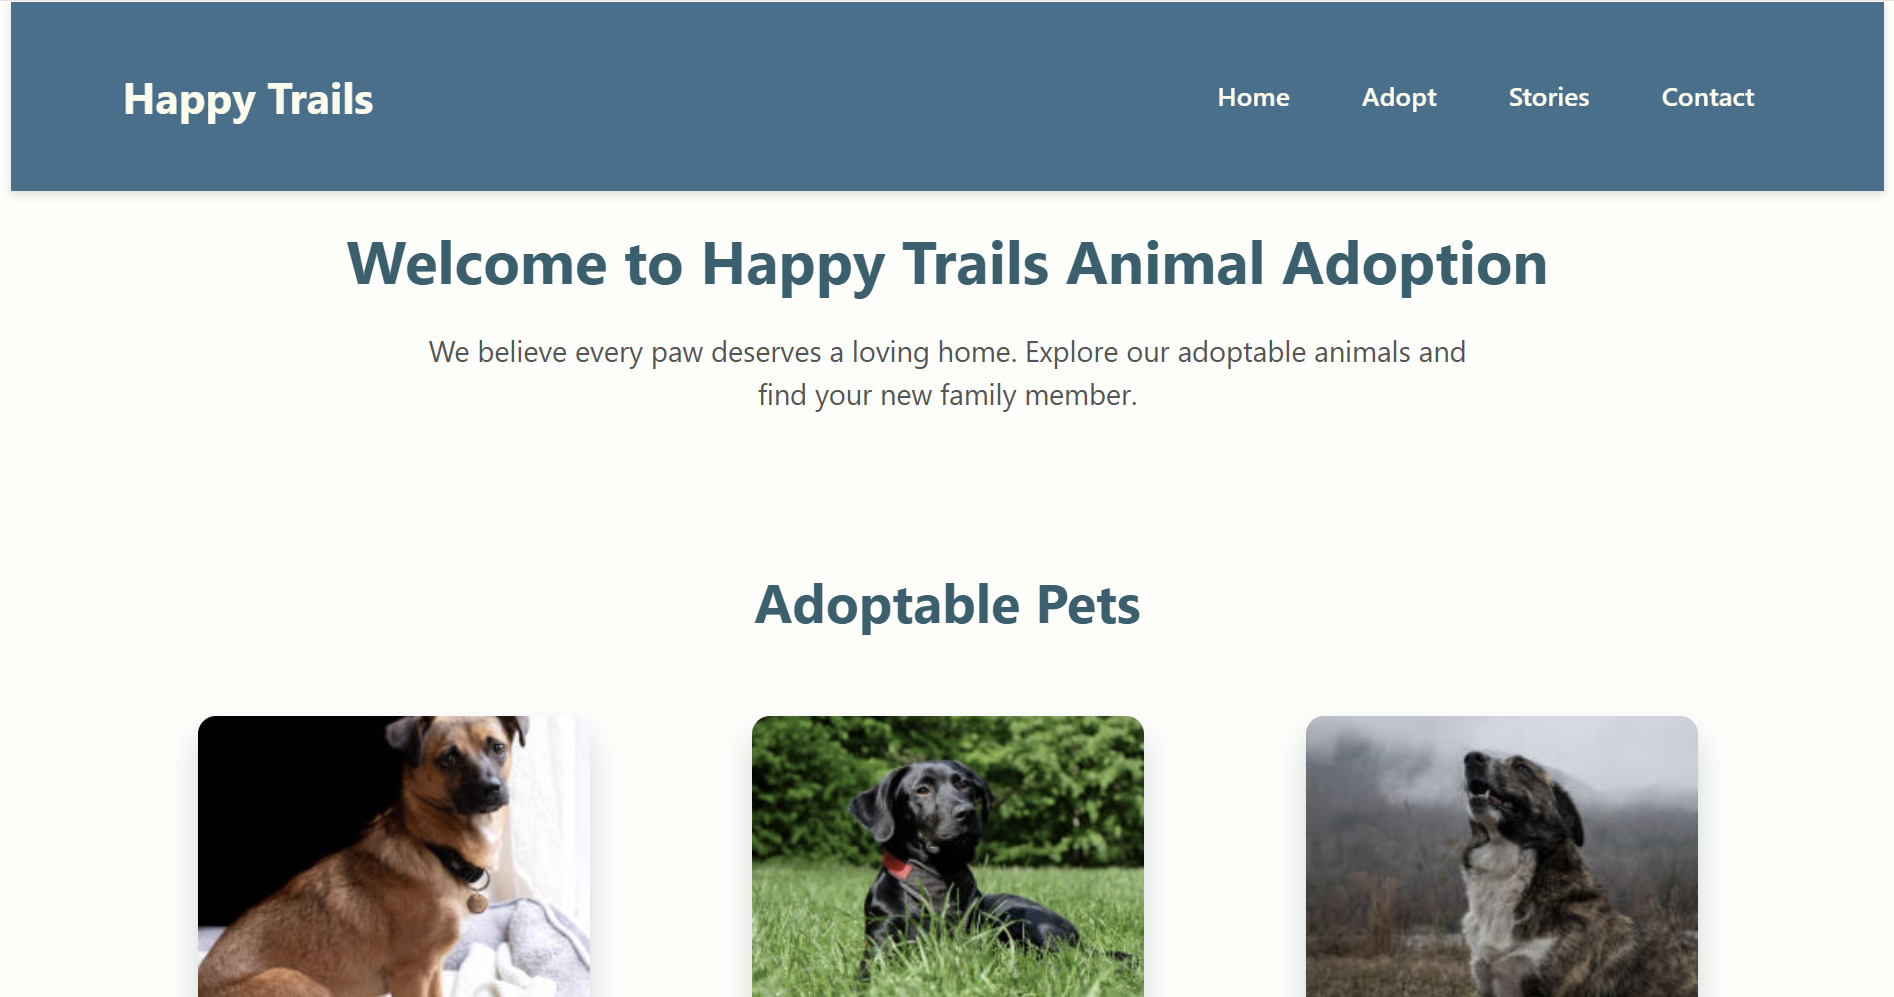 Happy Trails
Home Adopt Stories Contact
Welcome to Happy Trails Animal Adoption
We believe every paw deserves a loving home. Explore our adoptable animals and
find your new family member.
Adoptable Pets